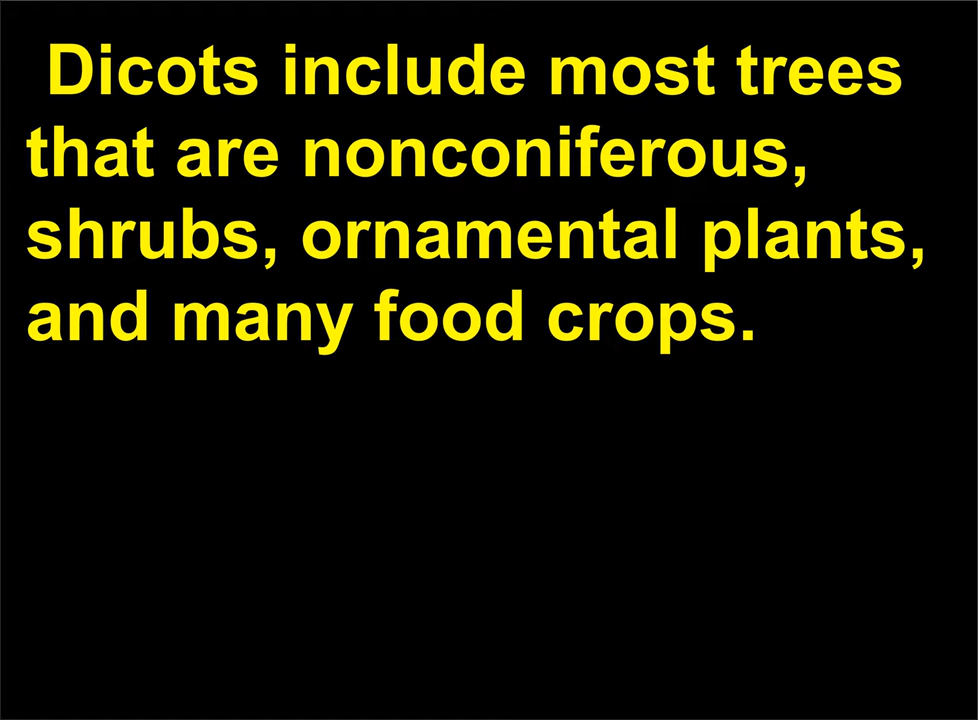 Dicots include most trees
that are nonconiferous,
shrubs, ornamental plants,
and many food crops.